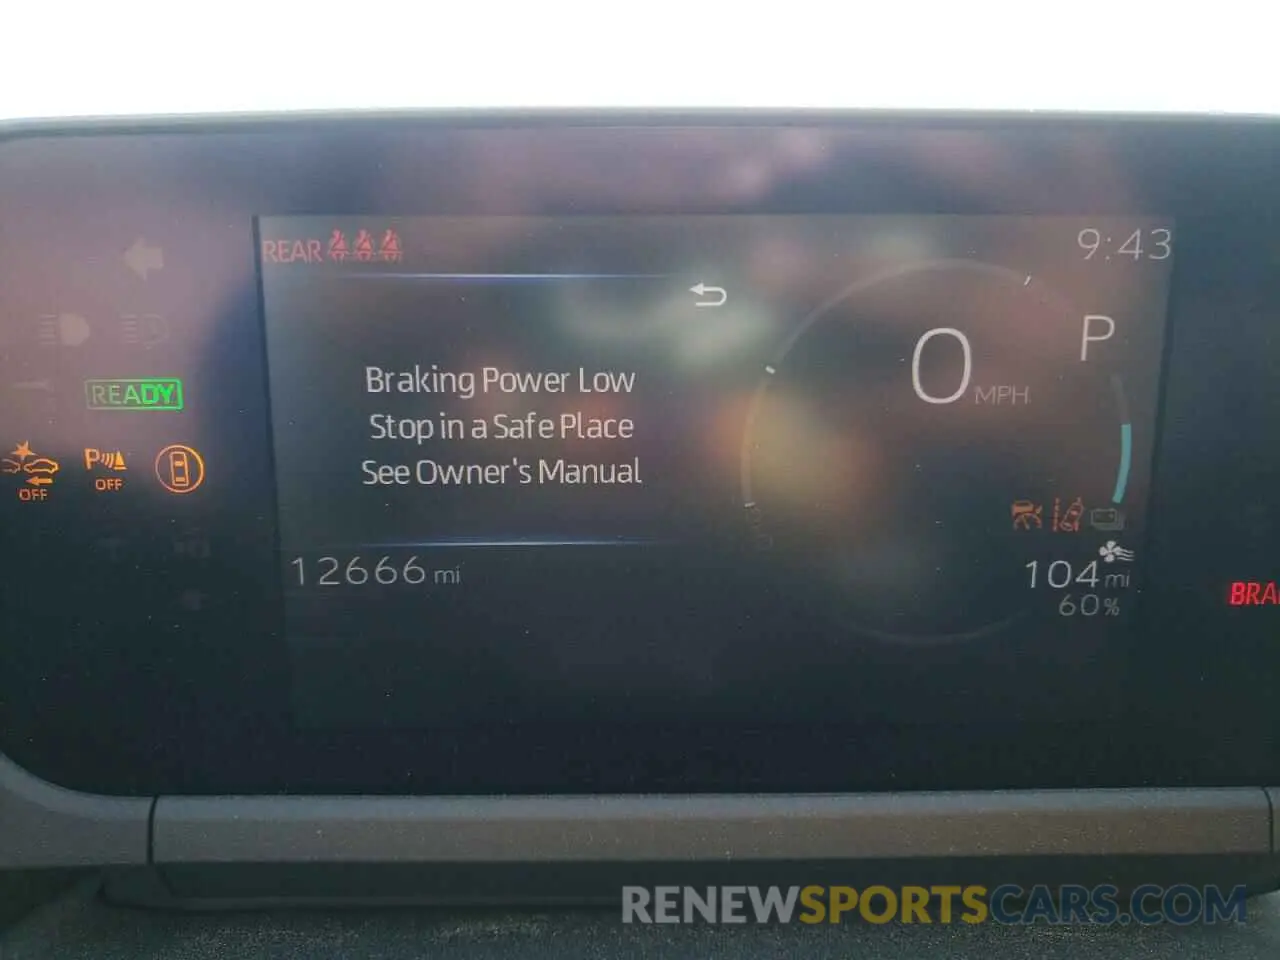 REAR
9:43
P
0 MPH
READY
Braking Power Low
Stop in a Safe Place
See Owner's Manual
OFF
P OFF
12666 mi
104 mi
60%
BRA
RENEWSPORTSCARS.COM